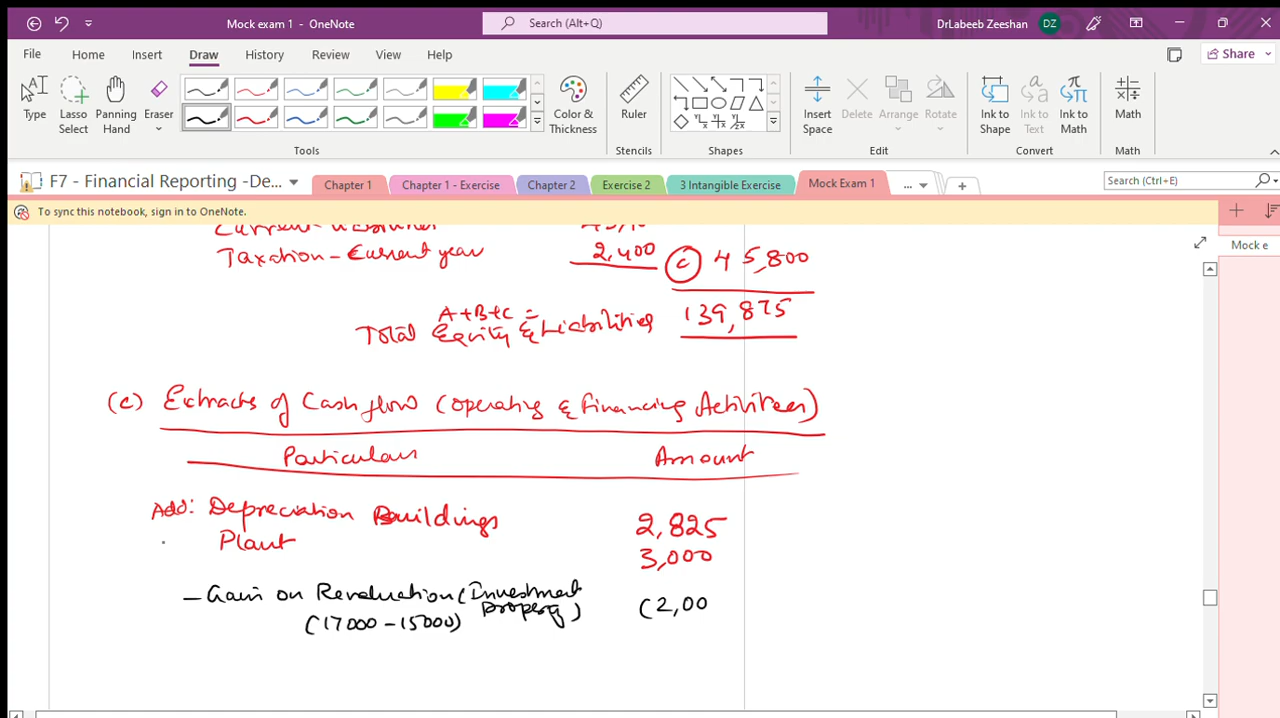 Mock exam 1 - OneNote
Search (Alt+Q)
DrLabeeb Zeeshan DZ
File Home Insert Draw History Review View Help
Share
Type Lasso Select Panning Hand Eraser Color & Thickness Ruler Insert Space Delete Arrange Rotate Ink to Shape Ink to Text Ink to Math Math
Tools Stencils Shapes Edit Convert Math
F7 - Financial Reporting -De... Chapter 1 Chapter 1 - Exercise Chapter 2 Exercise 2 3 Intangible Exercise Mock Exam 1 ... Search (Ctrl+E)
To sync this notebook, sign in to OneNote.
Mock e
Taxation - Current year 2,400 C 45,800
A+B+C =
Total Equity & Liabilities 139,875
(c) Extracts of Cash flow (operating & Financing Activities)
Particulars Amount
Add: Depreciation Buildings 2,825
Plant 3,000
- Gain on Revaluation (Investment property) (2,00
(17000 - 15000)